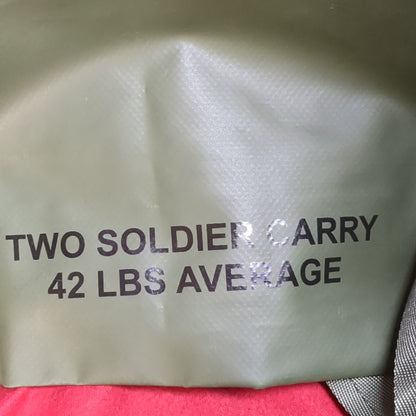 TWO SOLDIER CARRY
42 LBS AVERAGE